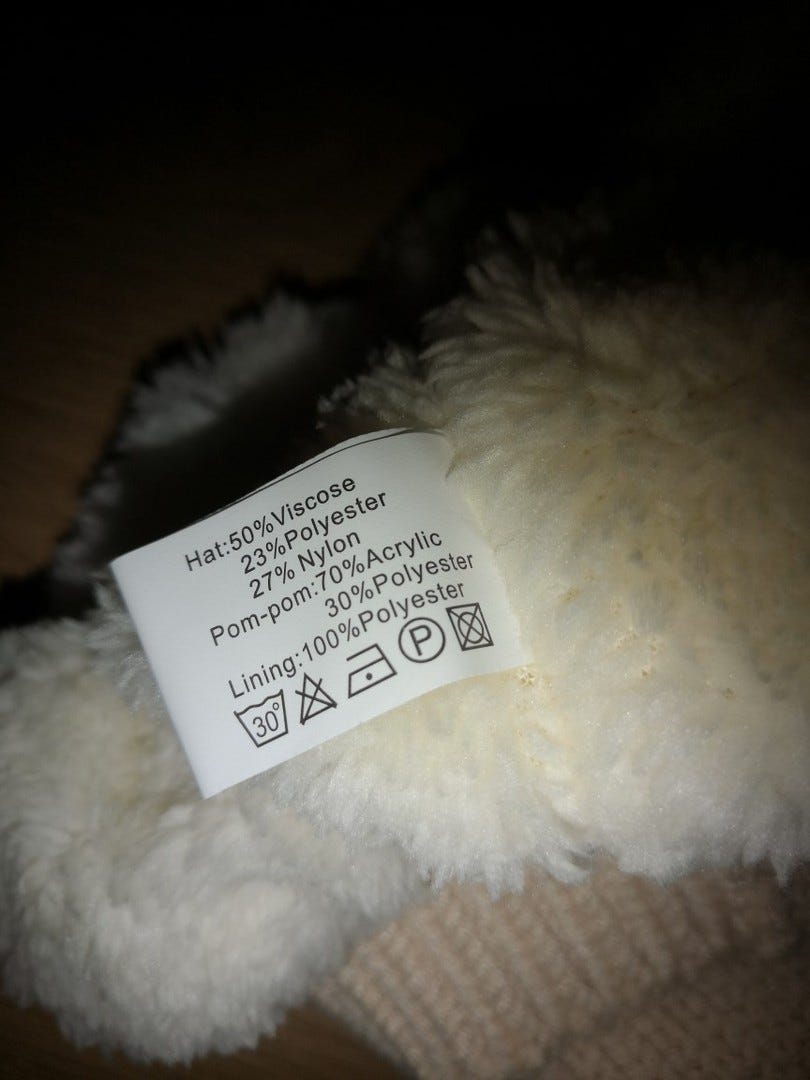 Hat:50%Viscose
23%Polyester
27% Nylon
Pom-pom:70%Acrylic
30%Polyester
Lining:100%Polyester
30° P